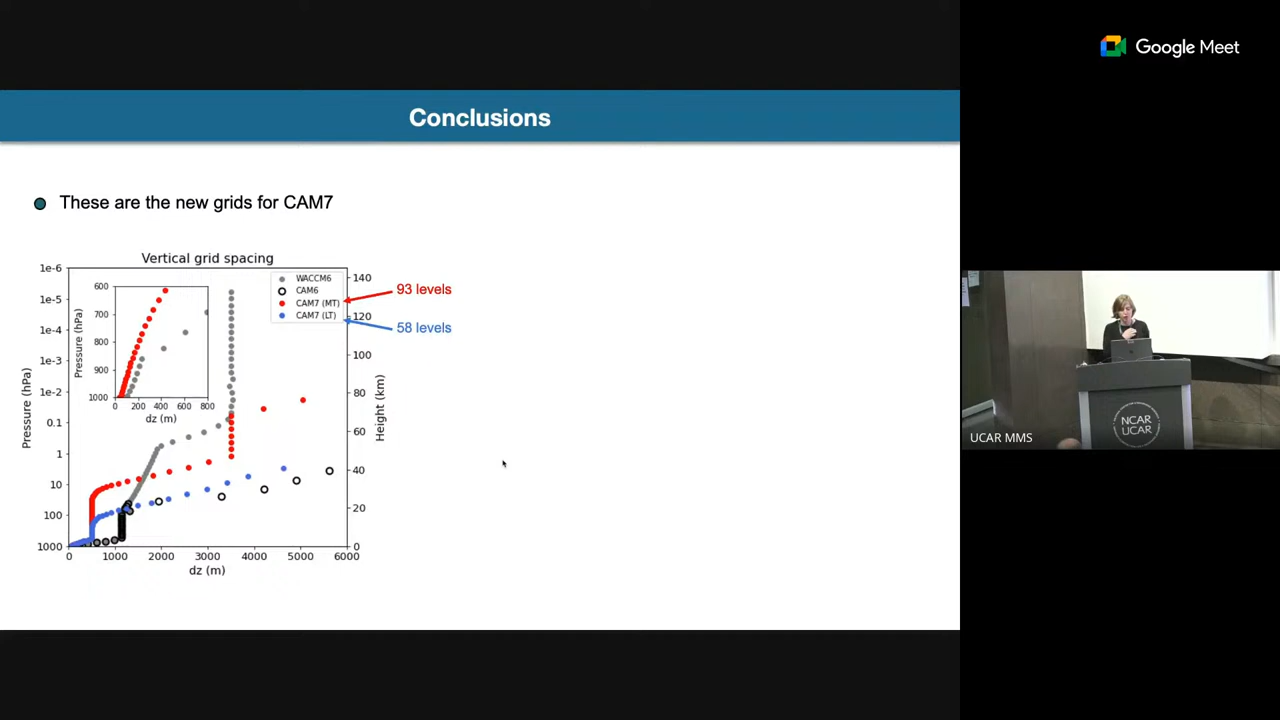 Google Meet
Conclusions
These are the new grids for CAM7
Vertical grid spacing
1e-6
1e-5
1e-4
1e-3
1e-2
0.1
1
10
100
1000
Pressure (hPa)
0
1000
2000
3000
4000
5000
6000
dz (m)
140
120
100
80
60
40
20
0
Height (km)
600
700
800
900
1000
Pressure (hPa)
0
200
400
600
800
dz (m)
WACCM6
CAM6
CAM7 (MT)
CAM7 (LT)
93 levels
58 levels
NCAR
UCAR
UCAR MMS